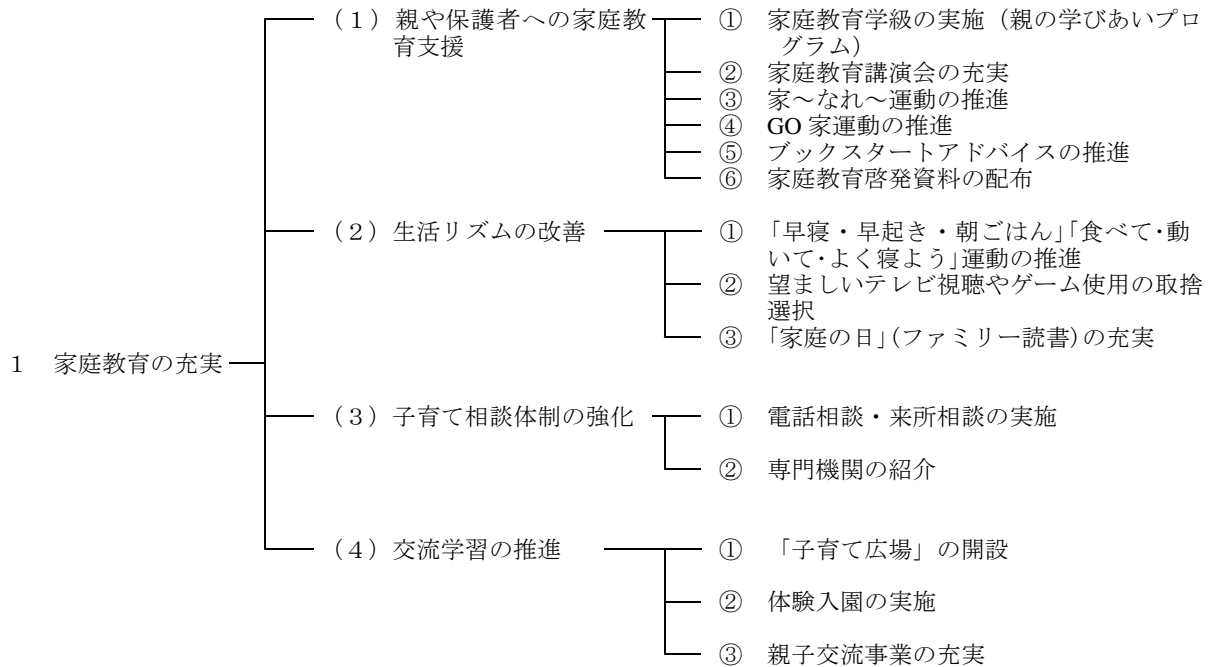 １　家庭教育の充実
（１）親や保護者への家庭教
育支援
①　家庭教育学級の実施（親の学びあいプロ
グラム）
②　家庭教育講演会の充実
③　家～なれ～運動の推進
④　GO 家運動の推進
⑤　ブックスタートアドバイスの推進
⑥　家庭教育啓発資料の配布
（２）生活リズムの改善
①　「早寝・早起き・朝ごはん」「食べて・動
いて・よく寝よう」運動の推進
②　望ましいテレビ視聴やゲーム使用の取捨
選択
③　「家庭の日」（ファミリー読書）の充実
（３）子育て相談体制の強化
①　電話相談・来所相談の実施
②　専門機関の紹介
（４）交流学習の推進
①　「子育て広場」の開設
②　体験入園の実施
③　親子交流事業の充実